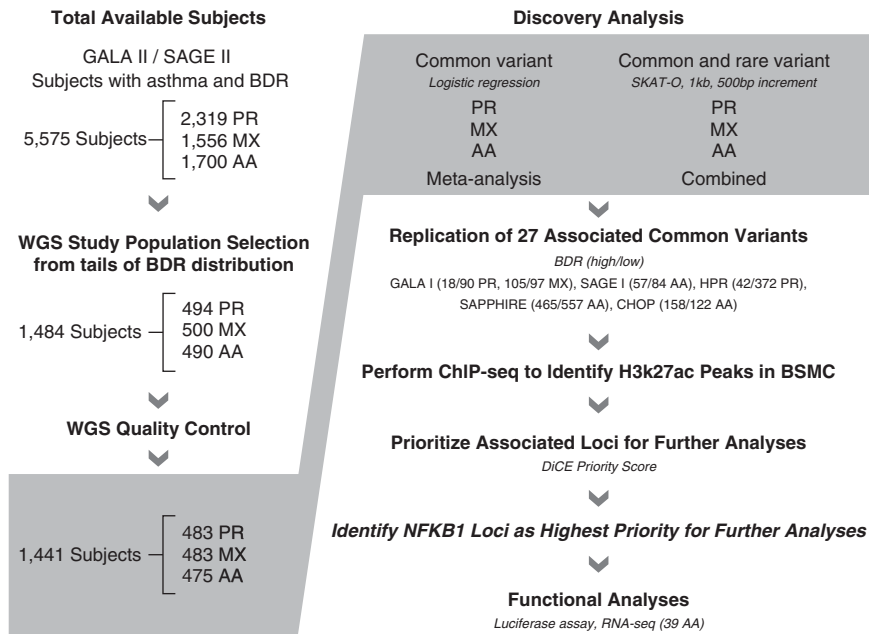 Total Available Subjects
GALA II / SAGE II
Subjects with asthma and BDR
5,575 Subjects
2,319 PR
1,556 MX
1,700 AA
WGS Study Population Selection
from tails of BDR distribution
1,484 Subjects
494 PR
500 MX
490 AA
WGS Quality Control
1,441 Subjects
483 PR
483 MX
475 AA
Discovery Analysis
Common variant
Logistic regression
PR
MX
AA
Meta-analysis
Common and rare variant
SKAT-O, 1kb, 500bp increment
PR
MX
AA
Combined
Replication of 27 Associated Common Variants
BDR (high/low)
GALA I (18/90 PR, 105/97 MX), SAGE I (57/84 AA), HPR (42/372 PR),
SAPPHIRE (465/557 AA), CHOP (158/122 AA)
Perform ChIP-seq to Identify H3k27ac Peaks in BSMC
Prioritize Associated Loci for Further Analyses
DiCE Priority Score
Identify NFKB1 Loci as Highest Priority for Further Analyses
Functional Analyses
Luciferase assay, RNA-seq (39 AA)